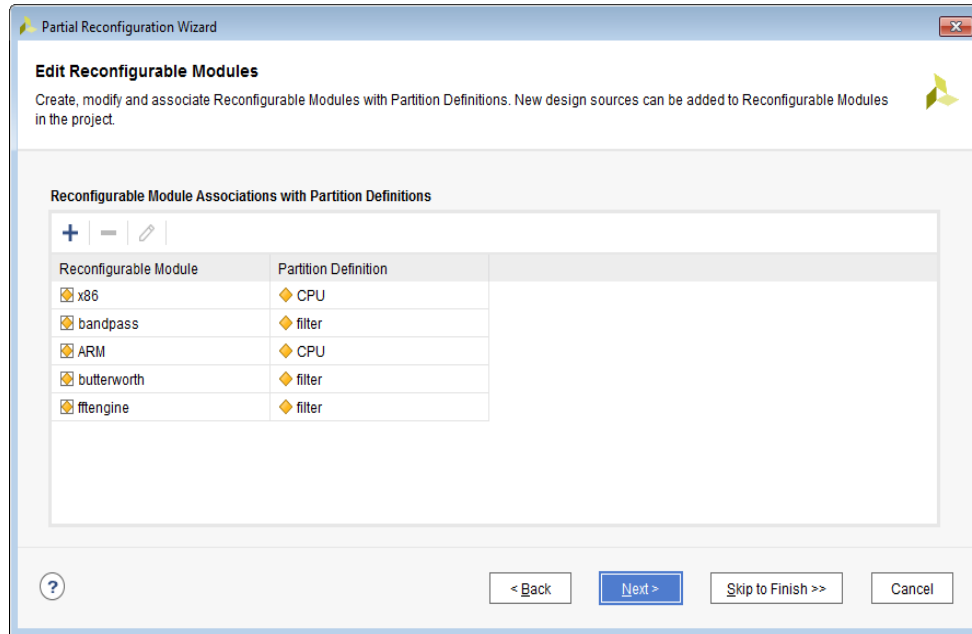 Partial Reconfiguration Wizard
Edit Reconfigurable Modules
Create, modify and associate Reconfigurable Modules with Partition Definitions. New design sources can be added to Reconfigurable Modules
in the project.
Reconfigurable Module Associations with Partition Definitions
Reconfigurable Module Partition Definition
x86 CPU
bandpass filter
ARM CPU
butterworth filter
fftengine filter
? < Back Next > Skip to Finish >> Cancel